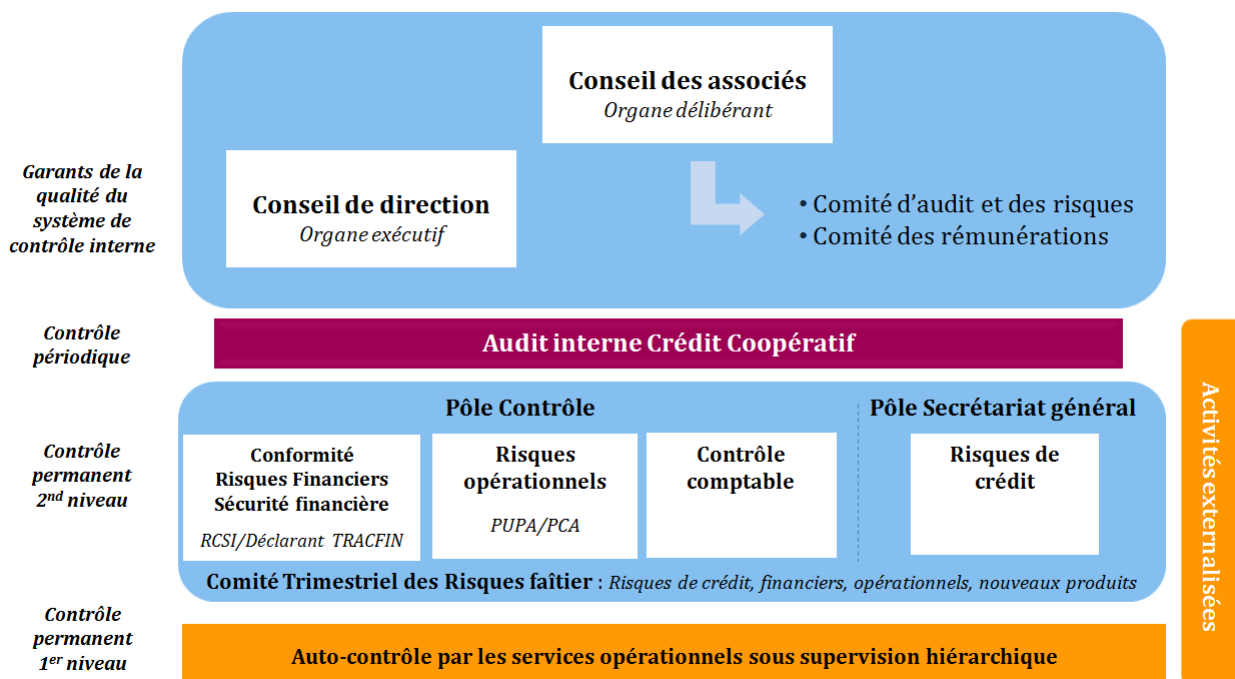 Conseil des associés
Organe délibérant
Garants de la
qualité du
système de
contrôle interne
Conseil de direction
Organe exécutif
• Comité d’audit et des risques
• Comité des rémunérations
Contrôle
périodique
Audit interne Crédit Coopératif
Pôle Contrôle
Pôle Secrétariat général
Contrôle
permanent
2nd niveau
Conformité
Risques Financiers
Sécurité financière
RCSI/Déclarant TRACFIN
Risques
opérationnels
PUPA/PCA
Contrôle
comptable
Risques de
crédit
Comité Trimestriel des Risques faîtier : Risques de crédit, financiers, opérationnels, nouveaux produits
Contrôle
permanent
1er niveau
Auto-contrôle par les services opérationnels sous supervision hiérarchique
Activités externalisées